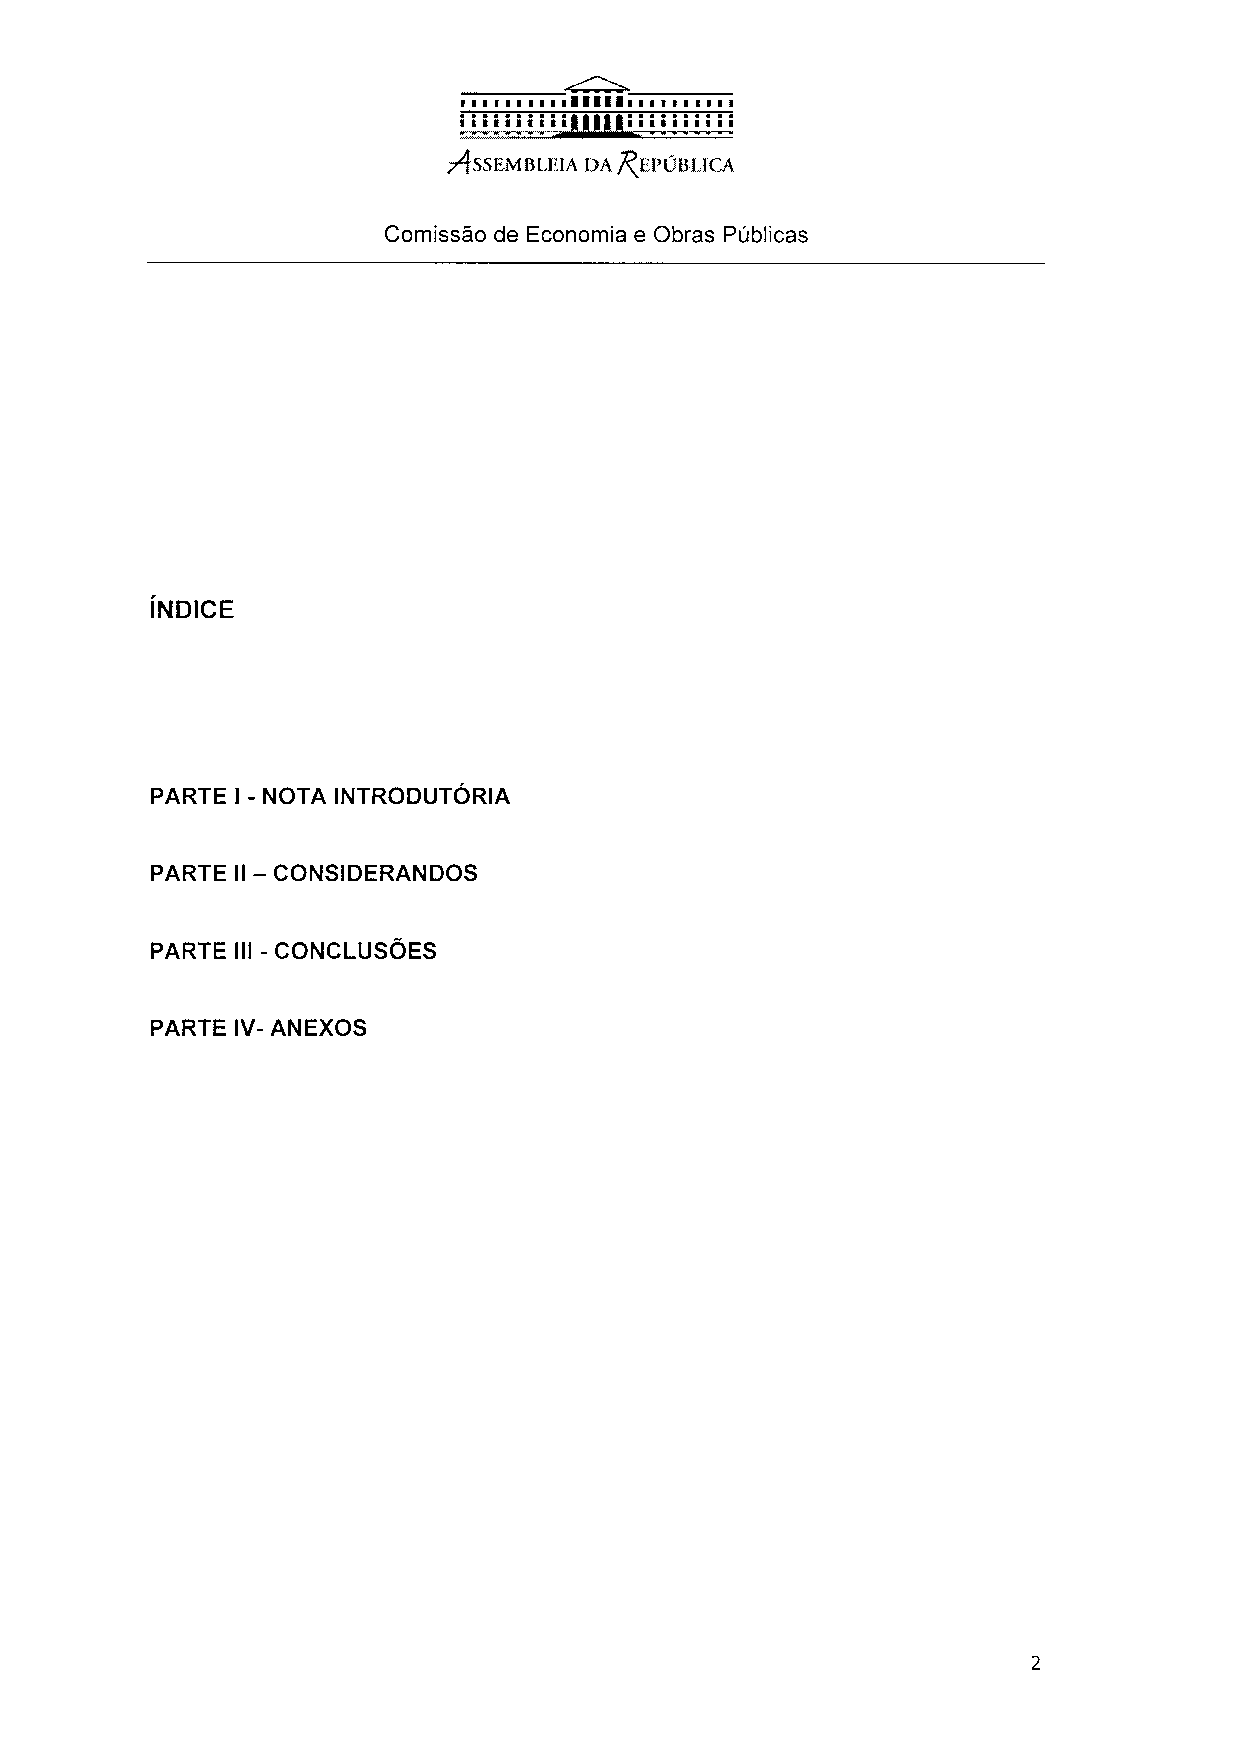 ASSEMBLEIA DA REPÚBLICA
Comissão de Economia e Obras Públicas
ÍNDICE
PARTE I - NOTA INTRODUTÓRIA
PARTE II – CONSIDERANDOS
PARTE III - CONCLUSÕES
PARTE IV- ANEXOS
2